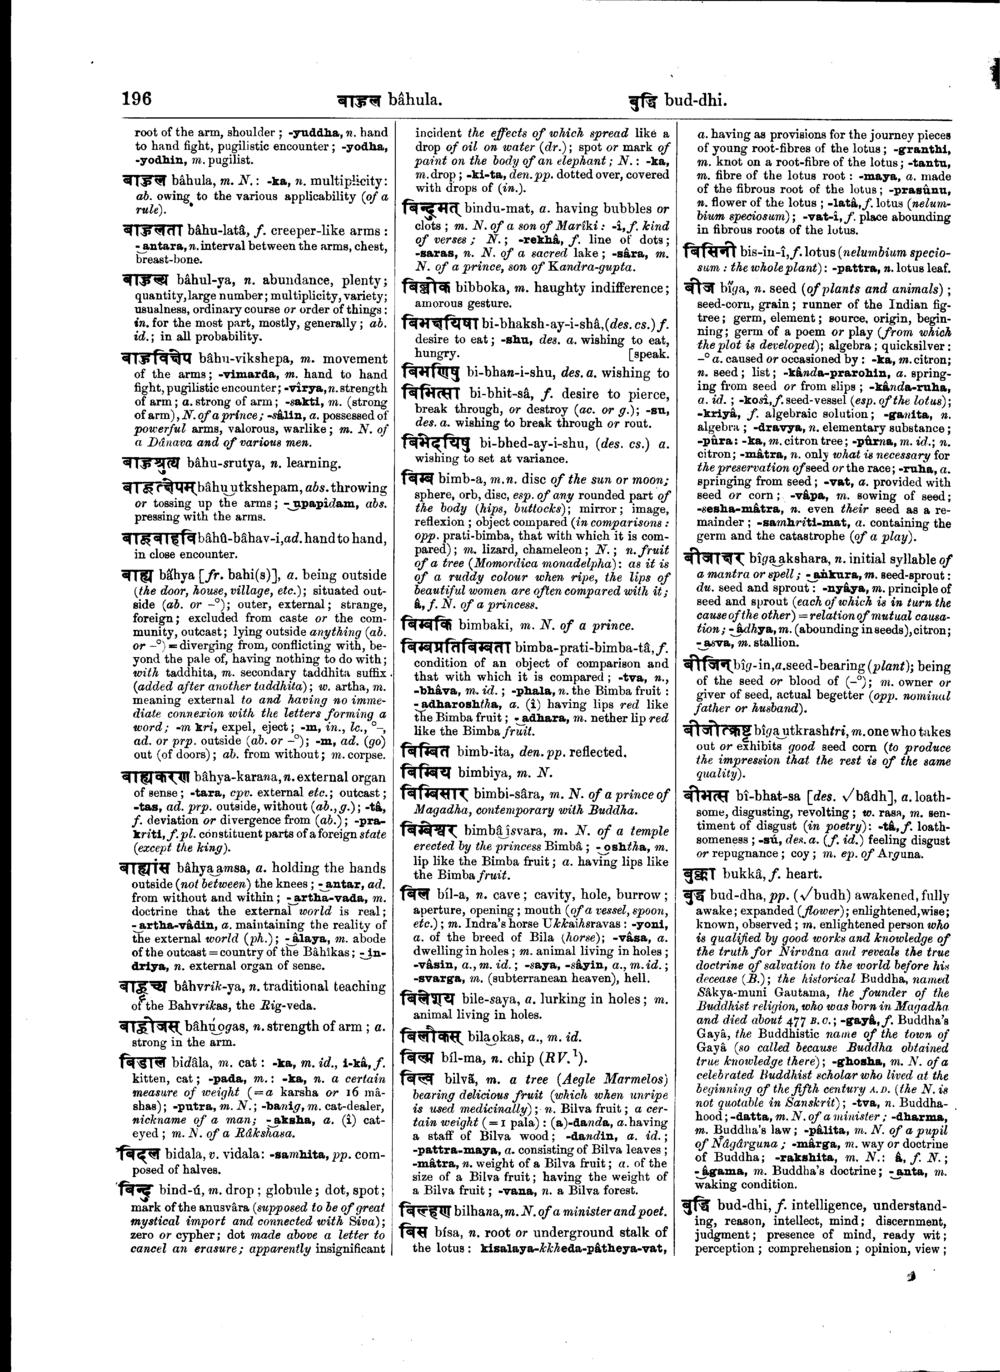 196
बाहुल bâhula.
बुद्धि bud-dhi.
root of the arm, shoulder; -yuddha, n. hand
to hand fight, pugilistic encounter; -yodha,
-yodhin, m. pugilist.
बाहुल bâhula, m. N.: -ka, n. multiplicity:
ab. owing to the various applicability (of a
rule).
बाहुलता bâhu-latâ, f. creeper-like arms:
-̮antara, n. interval between the arms, chest,
breast-bone.
बाहुल्य bâhul-ya, n. abundance, plenty;
quantity, large number; multiplicity, variety;
usualness, ordinary course or order of things:
in. for the most part, mostly, generally; ab.
id.; in all probability.
बाहुविक्षेप bâhu-vikshepa, m. movement
of the arms; -vimarda, m. hand to hand
fight, pugilistic encounter; -vîrya, n. strength
of arm; a. strong of arm; -sakti, m. (strong
of arm), N. of a prince; -sâlin, a. possessed of
powerful arms, valorous, warlike; m. N. of
a Dânava and of various men.
बाहुश्रुत्य bâhu-srutya, n. learning.
बाहूत्क्षेपम् bâhu̮utkshepam, abs. throwing
or tossing up the arms; -̮upapîdam, abs.
pressing with the arms.
बाहूबाहवि bâhû-bâhav-i, ad. hand to hand,
in close encounter.
बाह्य bấhya [fr. bahi(s)], a. being outside
(the door, house, village, etc.); situated out-
side (ab. or -°); outer, external; strange,
foreign; excluded from caste or the com-
munity, outcast; lying outside anything (ab.
or -°) = diverging from, conflicting with, be-
yond the pale of, having nothing to do with;
with taddhita, m. secondary taddhita suffix
(added after another taddhita); w. artha, m.
meaning external to and having no imme-
diate connexion with the letters forming a
word; -m kri, expel, eject; -m, in., lc., °-,
ad. or prp. outside (ab. or -°); -m, ad. (go)
out (of doors); ab. from without; m. corpse.
बाह्यकरण bâhya-karana, n. external organ
of sense; -tara, cpv. external etc.; outcast;
-tas, ad. prp. outside, without (ab., g.); -tâ,
f. deviation or divergence from (ab.); -pra-
kriti, f. pl. constituent parts of a foreign state
(except the king).
बाह्यांस bâhya̮amsa, a. holding the hands
outside (not between) the knees; -̮antar, ad.
from without and within; -̮artha-vada, m.
doctrine that the external world is real;
-̮artha-vâdin, a. maintaining the reality of
the external world (ph.); -̮âlaya, m. abode
of the outcast = country of the Bâhîkas; -̮in-
driya, n. external organ of sense.
बाह्वृच्य bâhvrik-ya, n. traditional teaching
of the Bahvrikas, the Rig-veda.
बाह्वोजस् bâhú̮ogas, n. strength of arm; a.
strong in the arm.
बिडाल bidâla, m. cat: -ka, m. id., i-kâ, f.
kitten, cat; -pada, m.: -ka, n. a certain
measure of weight (= a karsha or 16 mâ-
shas); -putra, m. N.; -banig, m. cat-dealer,
nickname of a man; -̮aksha, a. (î) cat-
eyed; m. N. of a Râkshasa.
बिदल bidala, v. vidala: -samhita, pp. com-
posed of halves.
बिन्दु bind-ú, m. drop; globule; dot, spot;
mark of the anusvâra (supposed to be of great
mystical import and connected with Siva);
zero or cypher; dot made above a letter to
cancel an erasure; apparently insignificant
incident the effects of which spread like a
drop of oil on water (dr.); spot or mark of
paint on the body of an elephant; N.: -ka,
m. drop; -ki-ta, den. pp. dotted over, covered
with drops of (in.).
बिन्दुमत् bindu-mat, a. having bubbles or
clots; m. N. of a son of Marîki: -î, f. kind
of verses; N.; -rekhâ, f. line of dots;
-saras, n. N. of a sacred lake; -sâra, m.
N. of a prince, son of Kandra-gupta.
बिब्बोक bibboka, m. haughty indifference;
amorous gesture.
बिभक्षयिषा bi-bhaksh-ay-i-shâ, (des. cs.) f.
desire to eat; -shu, des. a. wishing to eat,
hungry. [speak.
बिभणिषु bi-bhan-i-shu, des. a. wishing to
बिभित्सा bi-bhit-sâ, f. desire to pierce,
break through, or destroy (ac. or g.); -su,
des. a. wishing to break through or rout.
बिभेदयिषु bi-bhed-ay-i-shu, (des. cs.) a.
wishing to set at variance.
बिम्ब bimb-a, m. n. disc of the sun or moon;
sphere, orb, disc, esp. of any rounded part of
the body (hips, buttocks); mirror; image,
reflexion; object compared (in comparisons:
opp. prati-bimba, that with which it is com-
pared); m. lizard, chameleon; N.; n. fruit
of a tree (Momordica monadelpha): as it is
of a ruddy colour when ripe, the lips of
beautiful women are often compared with it;
â, f. N. of a princess.
बिम्बकि bimbaki, m. N. of a prince.
बिम्बप्रतिबिम्बता bimba-prati-bimba-tâ, f.
condition of an object of comparison and
that with which it is compared; -tva, n.,
-bhâva, m. id.; -phala, n. the Bimba fruit:
-̮adharoshtha, a. (î) having lips red like
the Bimba fruit; -̮adhara, m. nether lip red
like the Bimba fruit.
बिम्बित bimb-ita, den. pp. reflected.
बिम्बिय bimbiya, m. N.
बिम्बिसार bimbi-sâra, m. N. of a prince of
Magadha, contemporary with Buddha.
बिम्बेश्वर bimbâ̮îsvara, m. N. of a temple
erected by the princess Bimbâ; -̮oshtha, m.
lip like the Bimba fruit; a. having lips like
the Bimba fruit.
बिल bíl-a, n. cave; cavity, hole, burrow;
aperture, opening; mouth (of a vessel, spoon,
etc.); m. Indra's horse Ukkaihsravas: -yoni,
a. of the breed of Bila (horse); -vâsa, a.
dwelling in holes; m. animal living in holes;
-vâsin, a., m. id.; -saya, -sâyin, a., m. id.;
-svarga, m. (subterranean heaven), hell.
बिलेशय bile-saya, a. lurking in holes; m.
animal living in holes.
बिलौकस् bila̮okas, a., m. id.
बिल्म bíl-ma, n. chip (RV.¹).
बिल्व bilvá, m. a tree (Aegle Marmelos)
bearing delicious fruit (which when unripe
is used medicinally); n. Bilva fruit; a cer-
tain weight (= 1 pala): (a)-danda, a. having
a staff of Bilva wood; -dandin, a. id.;
-pattra-maya, a. consisting of Bilva leaves;
-mâtra, n. weight of a Bilva fruit; a. of the
size of a Bilva fruit; having the weight of
a Bilva fruit; -vana, n. a Bilva forest.
बिल्हण bilhana, m. N. of a minister and poet.
बिस bísa, n. root or underground stalk of
the lotus: kisalaya-kkheda-pâtheya-vat,
a. having as provisions for the journey pieces
of young root-fibres of the lotus; -granthi,
m. knot on a root-fibre of the lotus; -tantu,
m. fibre of the lotus root: -maya, a. made
of the fibrous root of the lotus; -prasûna,
n. flower of the lotus; -latâ, f. lotus (nelum-
bium speciosum); -vat-î, f. place abounding
in fibrous roots of the lotus.
बिसिनी bis-in-î, f. lotus (nelumbium specio-
sum: the whole plant): -pattra, n. lotus leaf.
बीज bîga, n. seed (of plants and animals);
seed-corn, grain; runner of the Indian fig-
tree; germ, element; source, origin, begin-
ning; germ of a poem or play (from which
the plot is developed); algebra; quicksilver:
-° a. caused or occasioned by: -ka, m. citron;
n. seed; list; -kânda-prarohin, a. spring-
ing from seed or from slips; -kânda-ruha,
a. id.; -kosî, f. seed-vessel (esp. of the lotus);
-kriyâ, f. algebraic solution; -ganita, n.
algebra; -dravya, n. elementary substance;
-pûra: -ka, m. citron tree; -pûrna, m. id.; n.
citron; -mâtra, n. only what is necessary for
the preservation of seed or the race; -ruha, a.
springing from seed; -vat, a. provided with
seed or corn; -vâpa, m. sowing of seed;
-sesha-mâtra, n. even their seed as a re-
mainder; -samhriti-mat, a. containing the
germ and the catastrophe (of a play).
बीजाक्षर bîga̮akshara, n. initial syllable of
a mantra or spell; -̮aṅkura, m. seed-sprout:
du. seed and sprout: -nyâya, m. principle of
seed and sprout (each of which is in turn the
cause of the other) = relation of mutual causa-
tion; -̮âdhya, m. (abounding in seeds), citron;
-̮asva, m. stallion.
बीजिन् bîg-in, a. seed-bearing (plant); being
of the seed or blood of (-°); m. owner or
giver of seed, actual begetter (opp. nominal
father or husband).
बीजोत्क्रष्टृ bîga̮utkrashtri, m. one who takes
out or exhibits good seed corn (to produce
the impression that the rest is of the same
quality).
बीभत्स bî-bhat-sa [des. √bâdh], a. loath-
some, disgusting, revolting; w. rasa, m. sen-
timent of disgust (in poetry): -tâ, f. loath-
someness; -sú, des. a. (f. id.) feeling disgust
or repugnance; coy; m. ep. of Arguna.
बुक्का bukkâ, f. heart.
बुद्ध bud-dha, pp. (√budh) awakened, fully
awake; expanded (flower); enlightened, wise;
known, observed; m. enlightened person who
is qualified by good works and knowledge of
the truth for Nirvâna and reveals the true
doctrine of salvation to the world before his
decease (B.); the historical Buddha, named
Sâkya-muni Gautama, the founder of the
Buddhist religion, who was born in Magadha
and died about 477 B.C.; -gayâ, f. Buddha's
Gayâ, the Buddhistic name of the town of
Gayâ (so called because Buddha obtained
true knowledge there); -ghosha, m. N. of a
celebrated Buddhist scholar who lived at the
beginning of the fifth century A.D. (the N. is
not quotable in Sanskrit); -tva, n. Buddha-
hood; -datta, m. N. of a minister; -dharma,
m. Buddha's law; -pâlita, m. N. of a pupil
of Nâgârguna; -mârga, m. way or doctrine
of Buddha; -rakshita, m. N.: â, f. N.;
-̮âgama, m. Buddha's doctrine; -̮anta, m.
waking condition.
बुद्धि bud-dhi, f. intelligence, understand-
ing, reason, intellect, mind; discernment,
judgment; presence of mind, ready wit;
perception; comprehension; opinion, view;